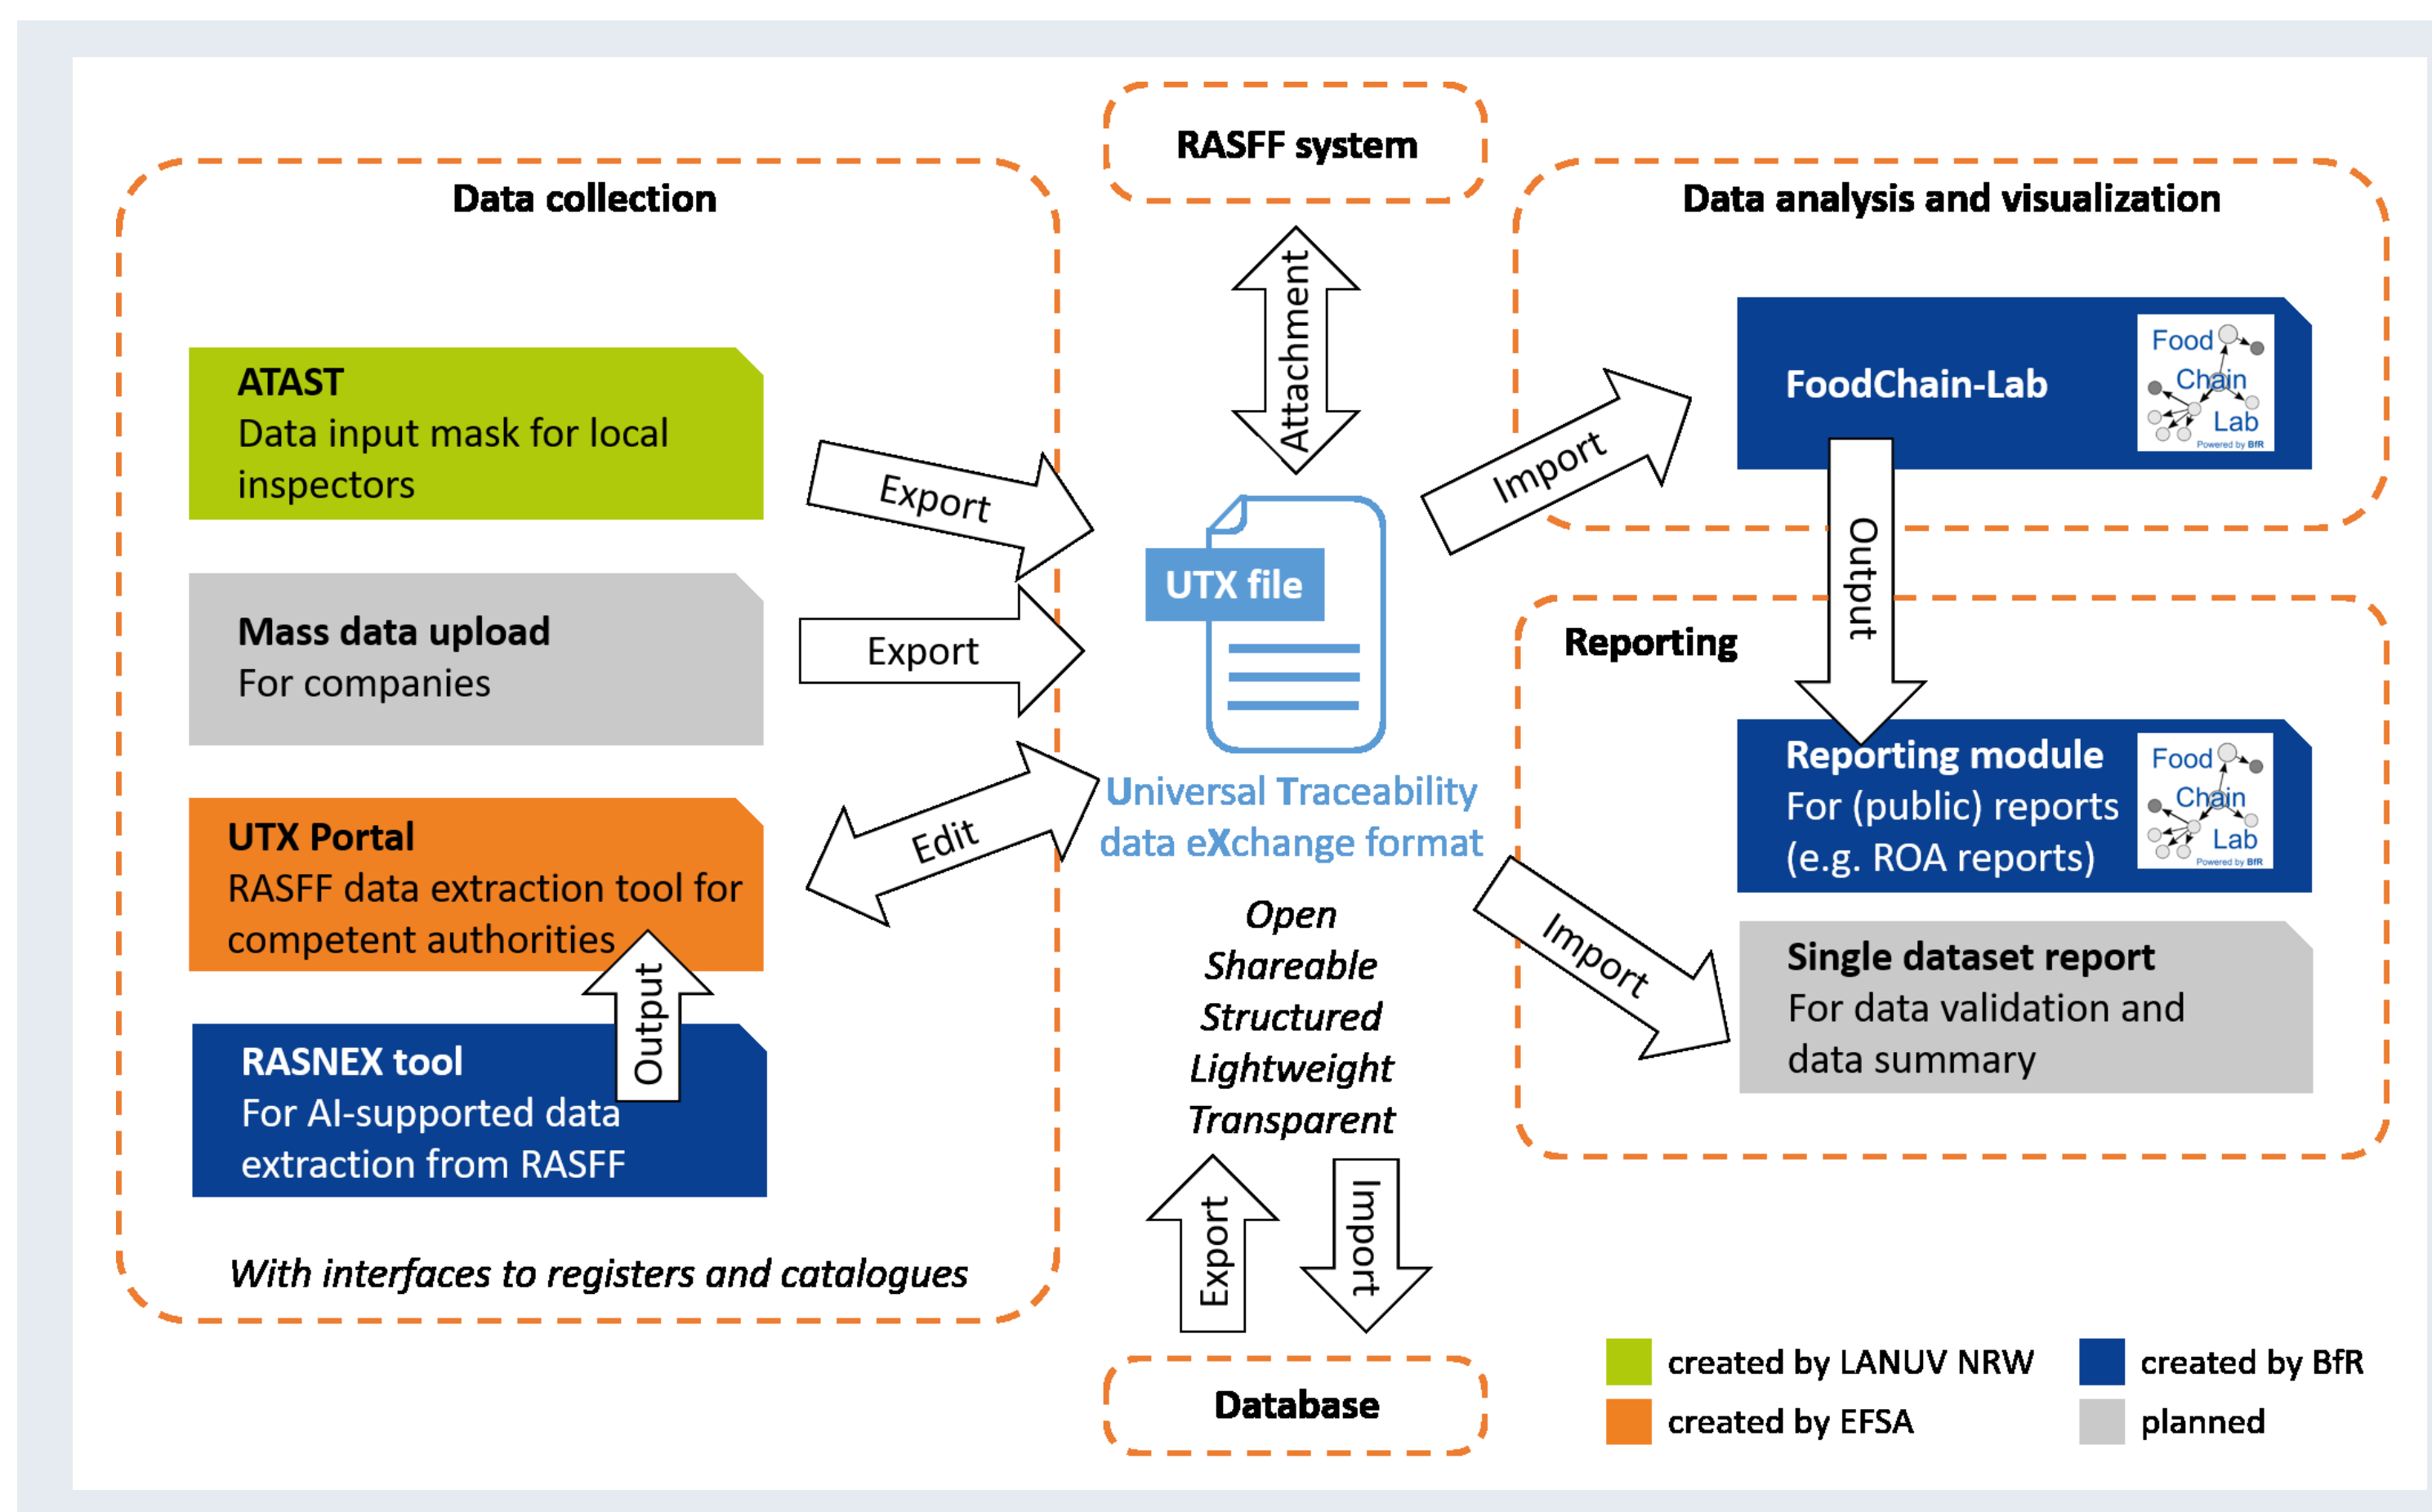 RASFF system
Data collection
Data analysis and visualization
Attachment
ATAST
Data input mask for local
inspectors
Export
Mass data upload
For companies
Export
UTX Portal
RASFF data extraction tool for
competent authorities
Edit
Output
RASNEX tool
For AI-supported data
extraction from RASFF
With interfaces to registers and catalogues
UTX file
Universal Traceability
data eXchange format
Open
Shareable
Structured
Lightweight
Transparent
Export
Import
Database
Import
FoodChain-Lab
Food
Chain
Lab
Powered by BfR
Output
Reporting
Reporting module
For (public) reports
(e.g. ROA reports)
Food
Chain
Lab
Powered by BfR
Import
Single dataset report
For data validation and
data summary
created by LANUV NRW
created by BfR
created by EFSA
planned